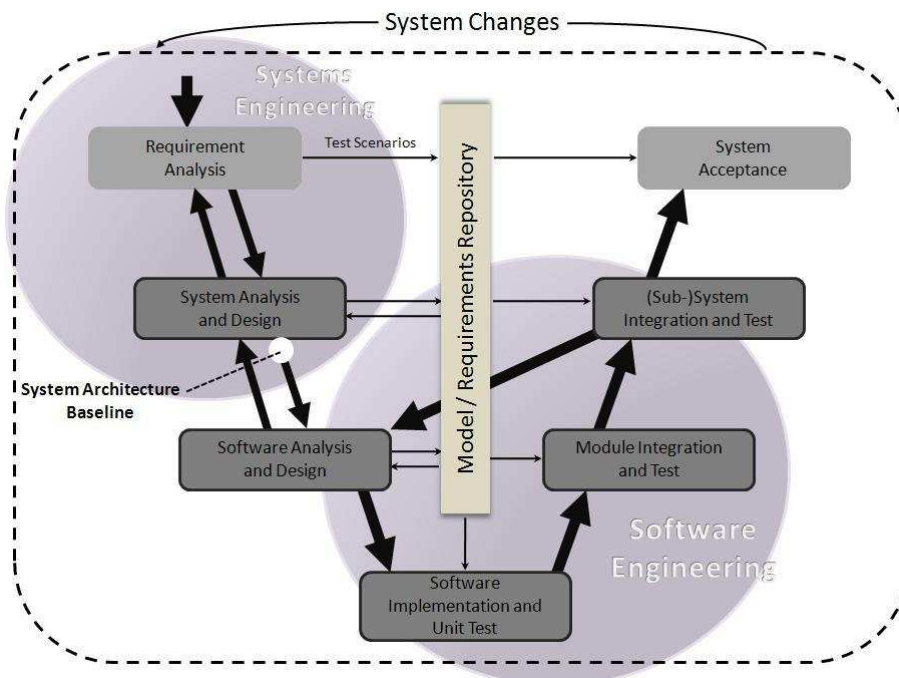 System Changes
Systems
Engineering
Requirement
Analysis
Test Scenarios
System
Acceptance
Model / Requirements Repository
System Analysis
and Design
(Sub-)System
Integration and Test
System Architecture
Baseline
Software Analysis
and Design
Module Integration
and Test
Software
Engineering
Software
Implementation and
Unit Test